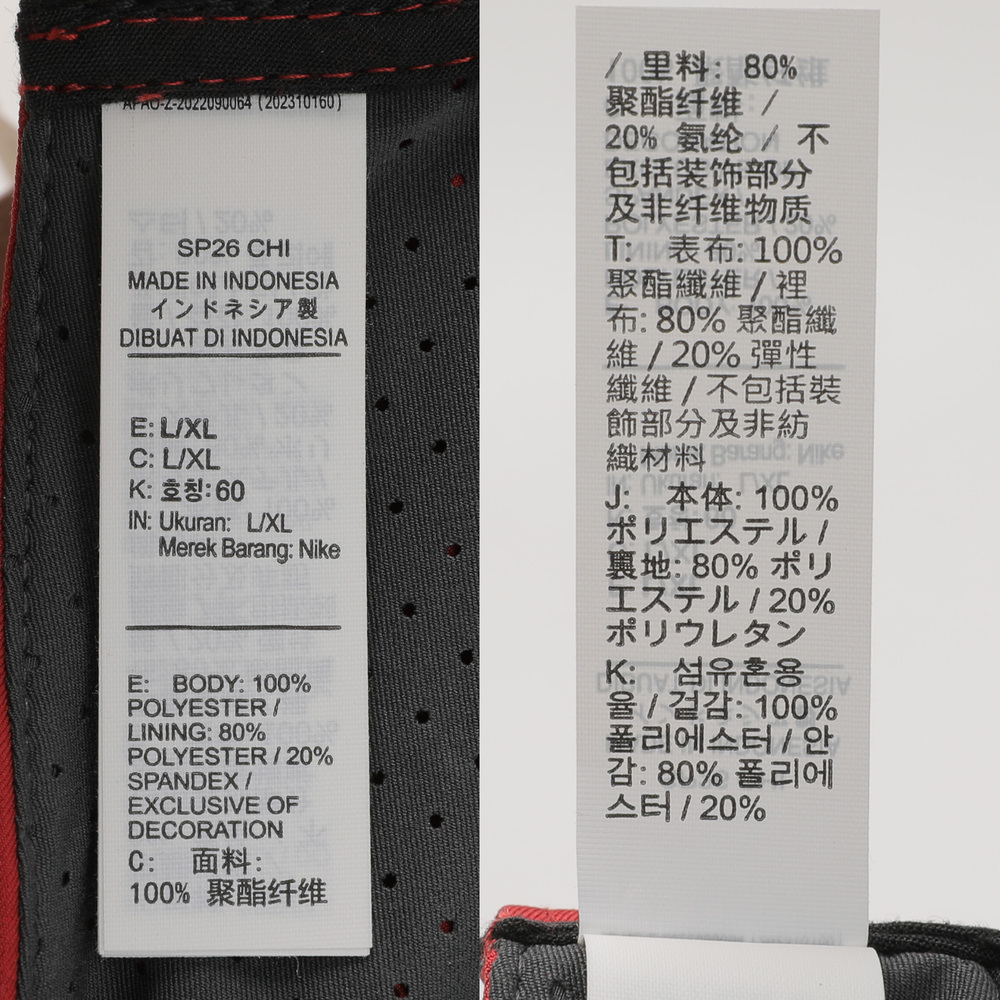 APAO-Z-2022090064 (202310160)
SP26 CHI
MADE IN INDONESIA
インドネシア製
DIBUAT DI INDONESIA
E: L/XL
C: L/XL
K: 호칭: 60
IN: Ukuran: L/XL
Merek Barang: Nike
E: BODY: 100%
POLYESTER /
LINING: 80%
POLYESTER / 20%
SPANDEX /
EXCLUSIVE OF
DECORATION
C: 面料:
100% 聚酯纤维
/ 里料: 80%
聚酯纤维 /
20% 氨纶 / 不
包括装饰部分
及非纤维物质
T: 表布: 100%
聚酯纖維 / 裡
布: 80% 聚酯纖
維 / 20% 彈性
纖維 / 不包括裝
飾部分及非紡
織材料
J: 本体: 100%
ポリエステル /
裏地: 80% ポリ
エステル / 20%
ポリウレタン
K: 섬유혼용
율 / 겉감: 100%
폴리에스터 / 안
감: 80% 폴리에
스터 / 20%